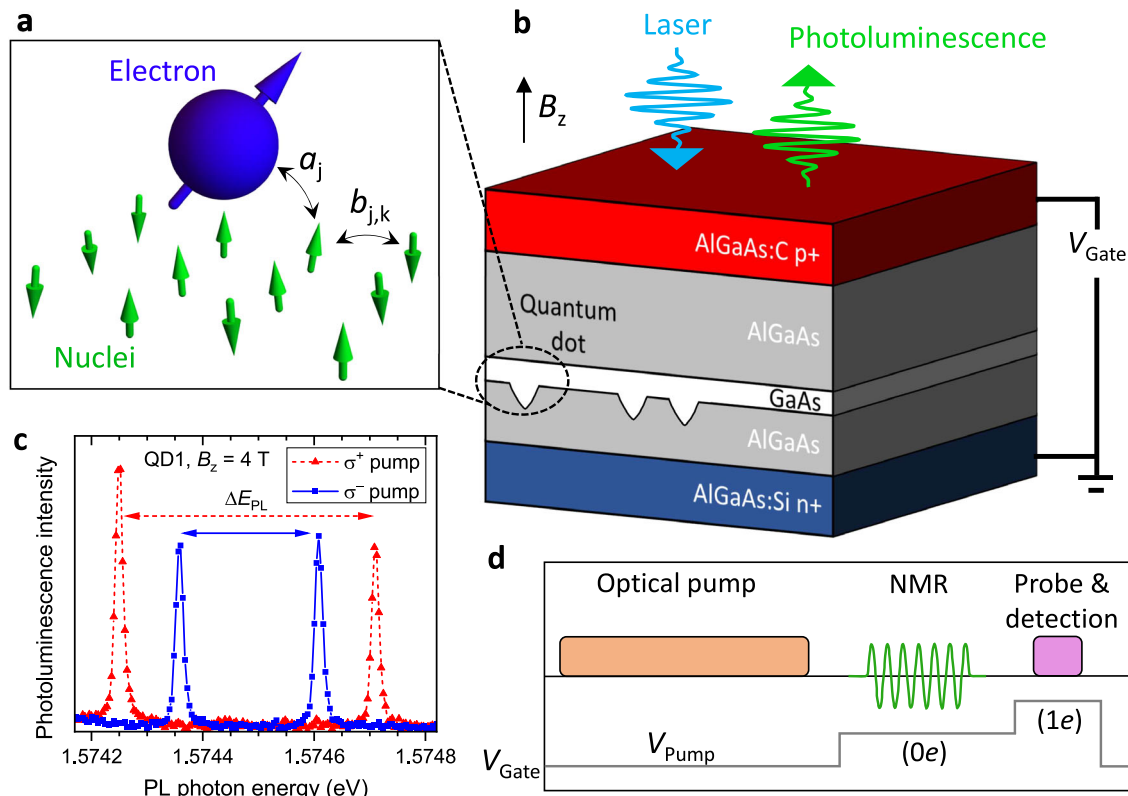 a
Electron
a_j
b_j,k
Nuclei
b
Laser
Photoluminescence
B_z
AlGaAs:C p+
V_Gate
Quantum
dot
AlGaAs
GaAs
AlGaAs
AlGaAs:Si n+
c
QD1, B_z = 4 T
σ⁺ pump
σ⁻ pump
ΔE_PL
Photoluminescence intensity
1.5742
1.5744
1.5746
1.5748
PL photon energy (eV)
d
Optical pump
NMR
Probe &
detection
V_Gate
V_Pump
(0e)
(1e)